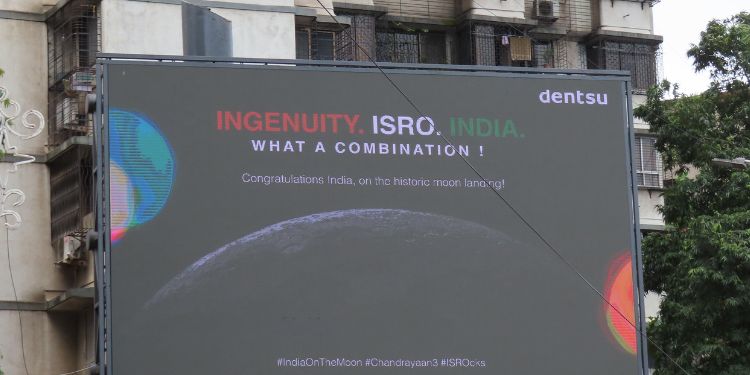 dentsu
INGENUITY. ISRO. INDIA.
WHAT A COMBINATION !
Congratulations India, on the historic moon landing!
#IndiaOnTheMoon #Chandrayaan3 #ISROcks